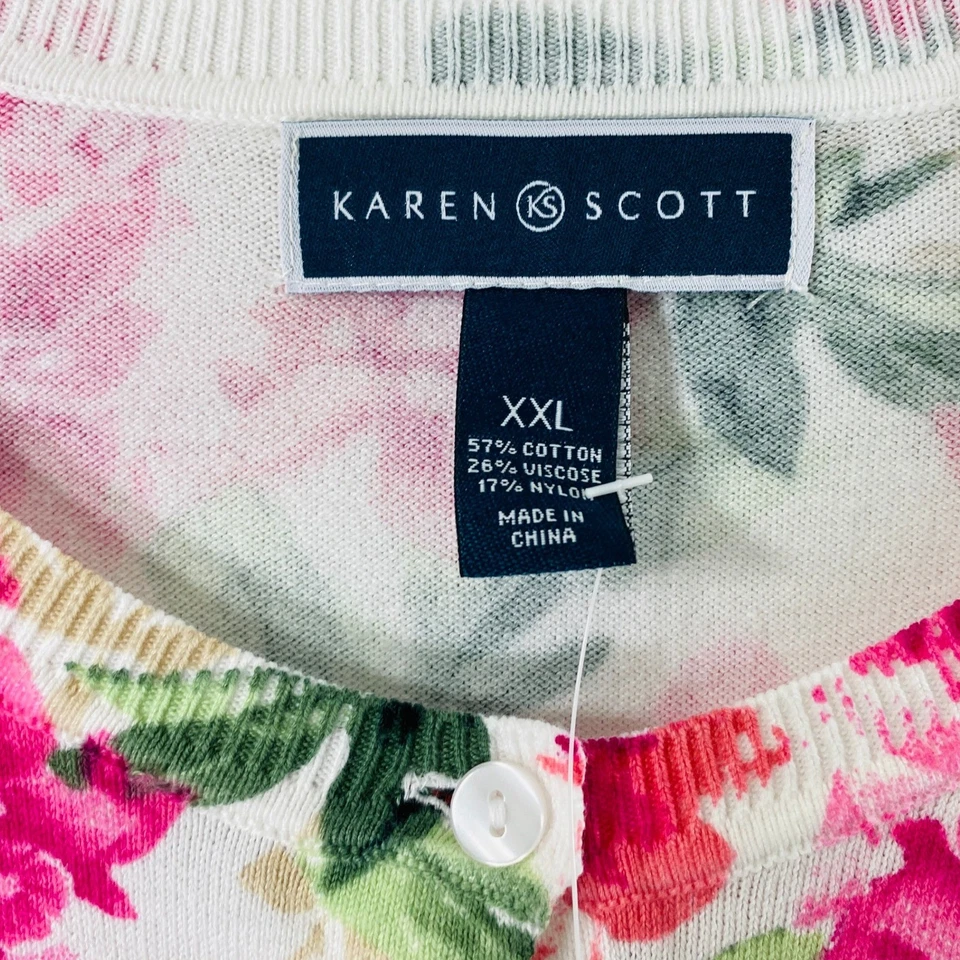 KAREN KS SCOTT
XXL
57% COTTON
26% VISCOSE
17% NYLON
MADE IN
CHINA